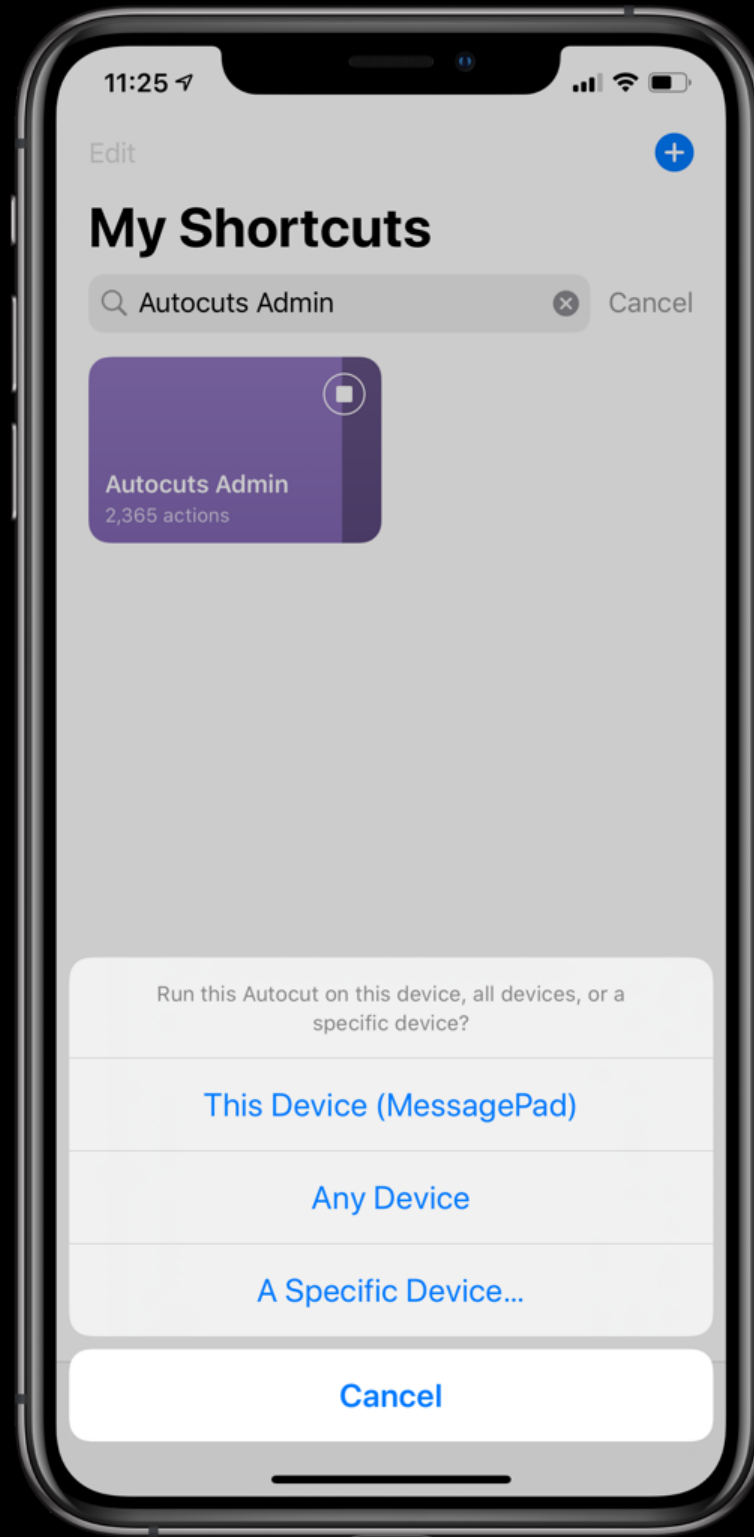 11:25
Edit
My Shortcuts
Autocuts Admin
Cancel
Autocuts Admin
2,365 actions
Run this Autocut on this device, all devices, or a
specific device?
This Device (MessagePad)
Any Device
A Specific Device...
Cancel